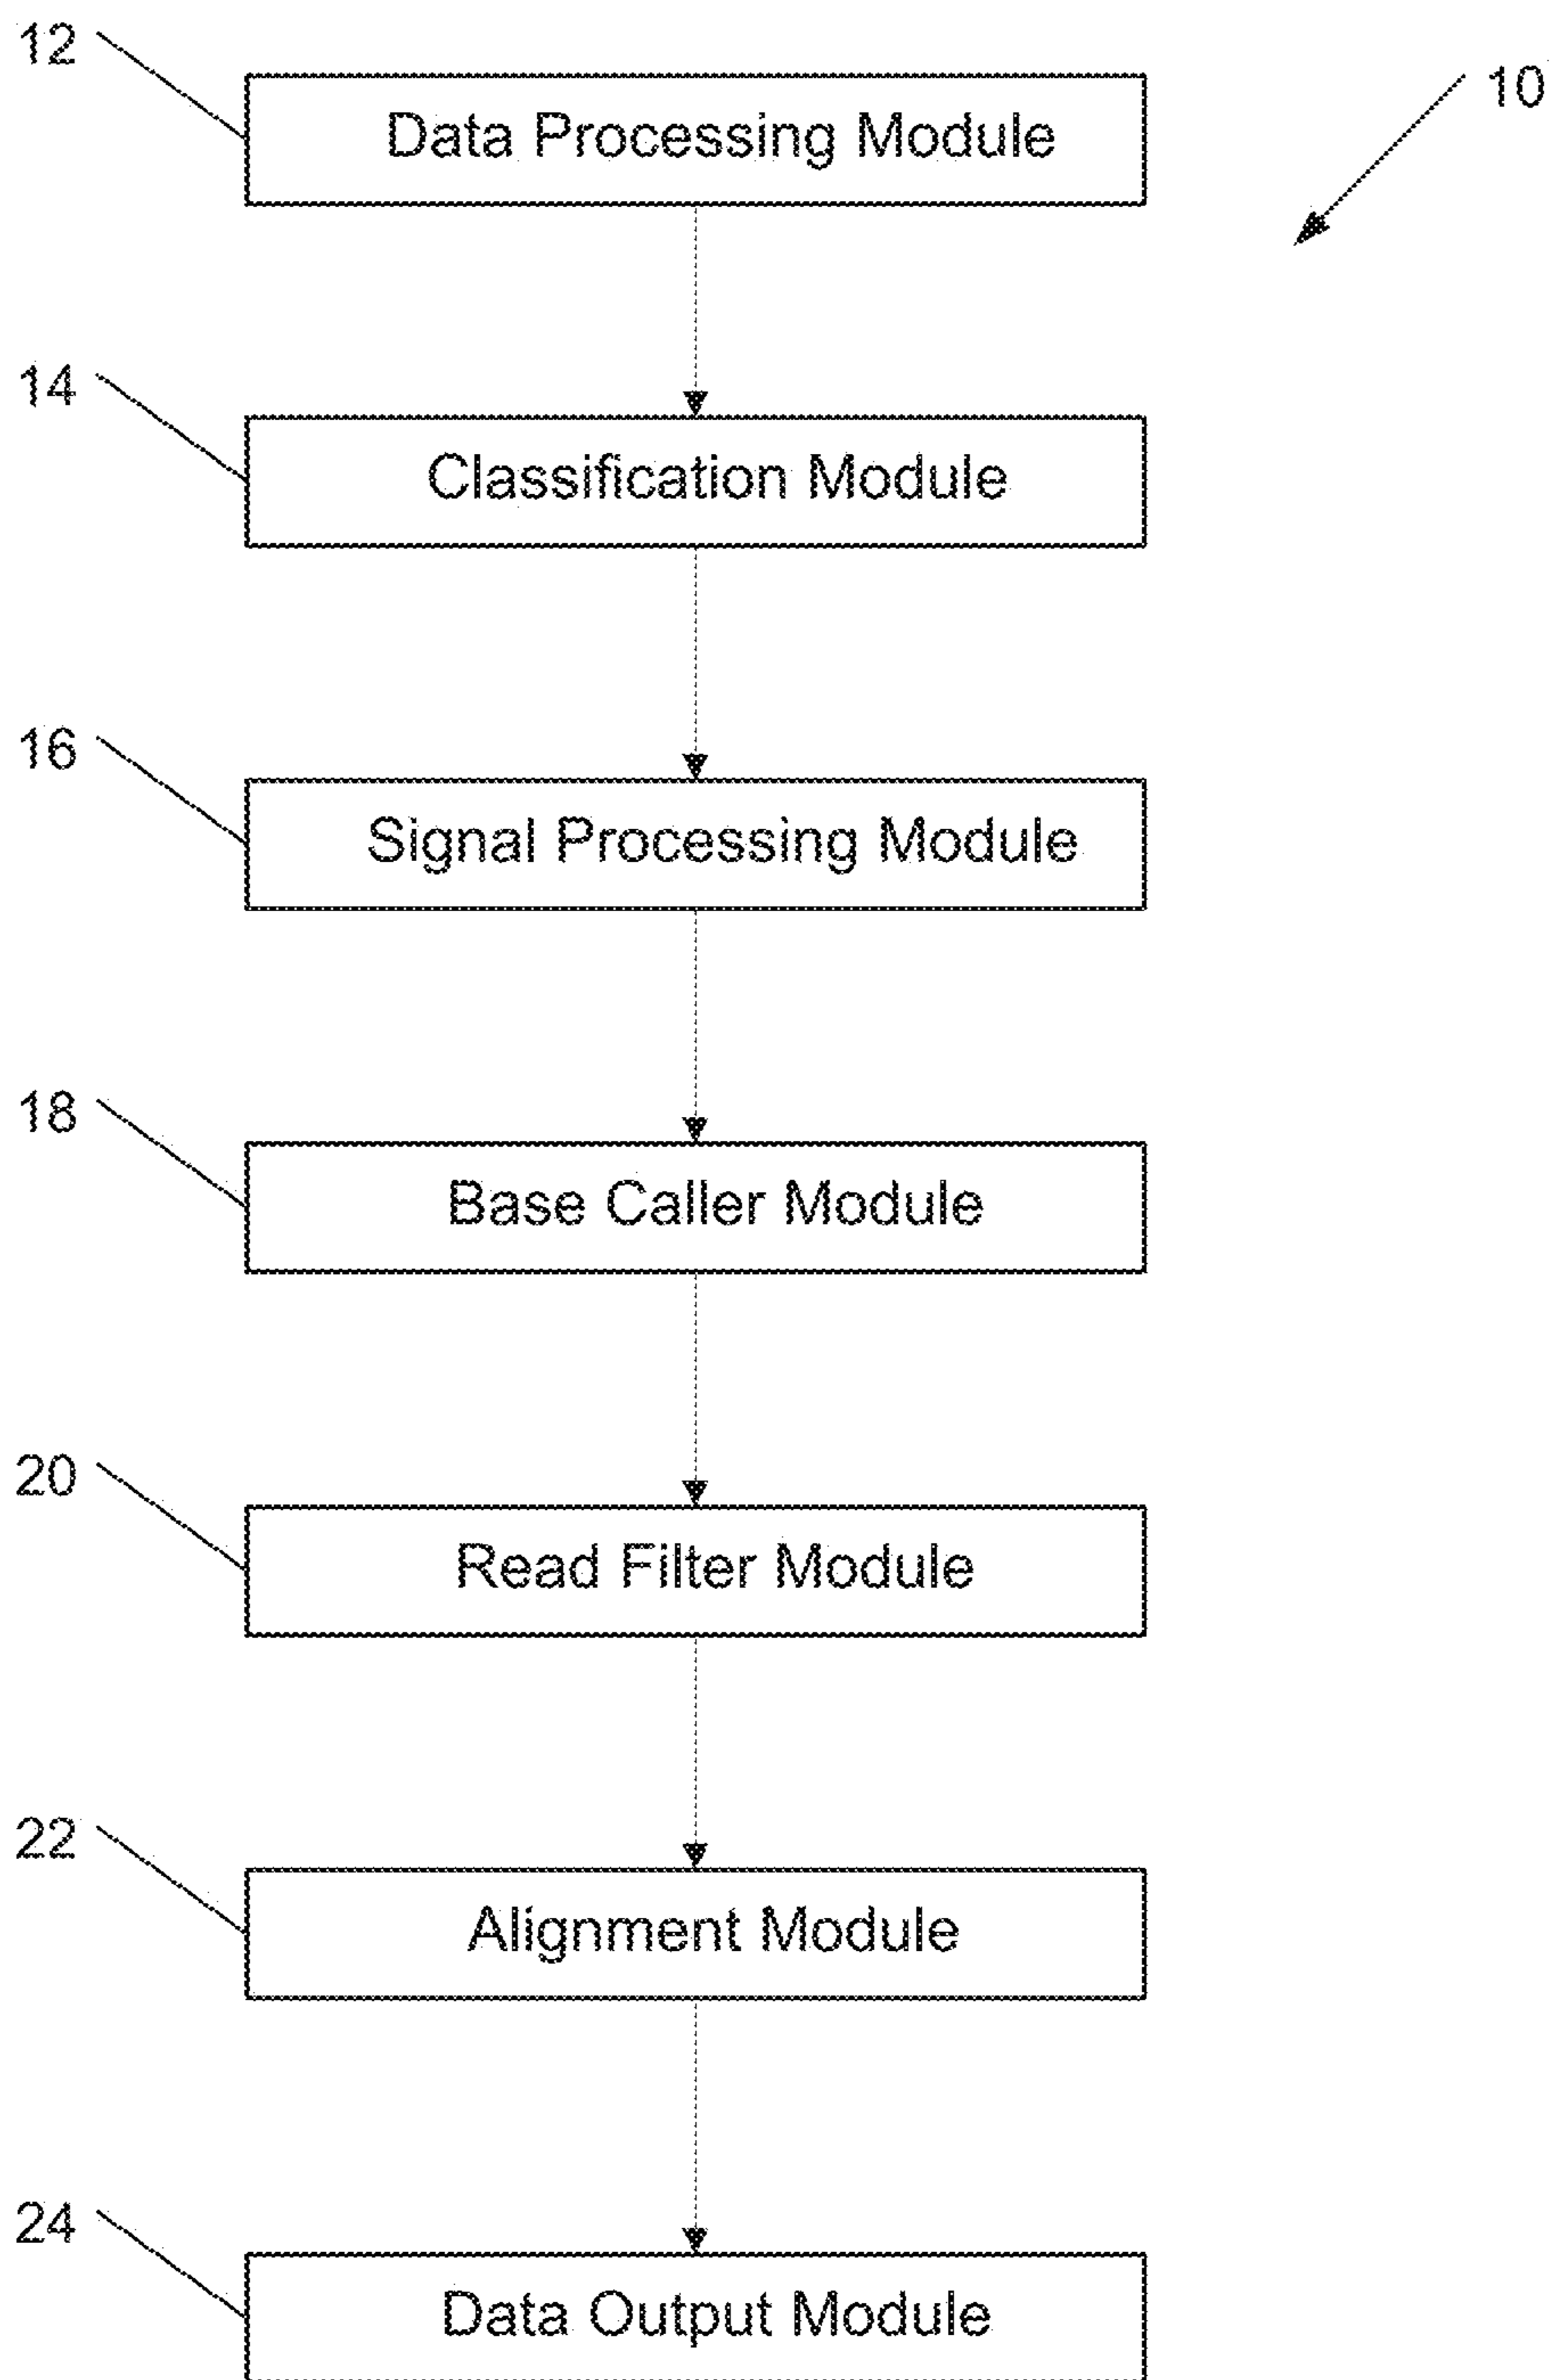 12
Data Processing Module
10
14
Classification Module
16
Signal Processing Module
18
Base Caller Module
20
Read Filter Module
22
Alignment Module
24
Data Output Module